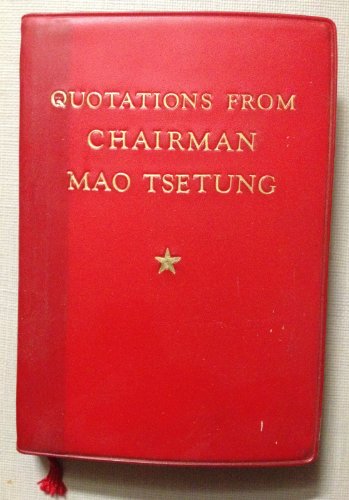 QUOTATIONS FROM
CHAIRMAN
MAO TSETUNG